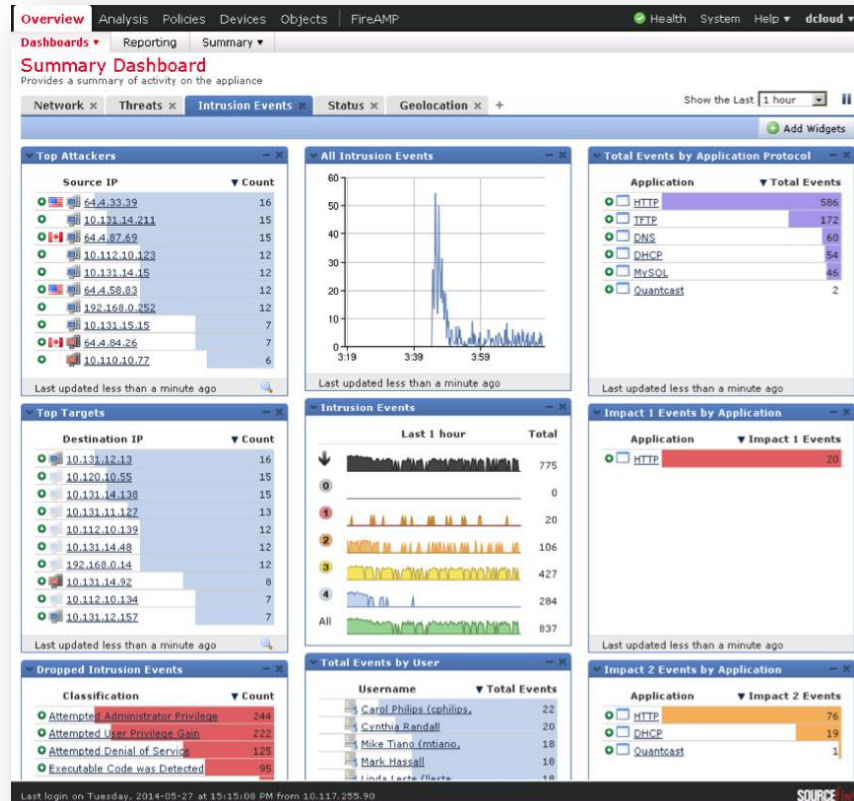 Overview Analysis Policies Devices Objects FireAMP Health System Help dcloud
Dashboards Reporting Summary
Summary Dashboard
Provides a summary of activity on the appliance
Network Threats Intrusion Events Status Geolocation + Show the Last 1 hour
Add Widgets
Top Attackers
Source IP Count
64.4.33.39 16
10.131.14.211 15
64.4.87.69 15
10.112.10.123 12
10.131.14.15 12
64.4.58.83 12
192.168.0.252 12
10.131.15.15 7
64.4.84.26 7
10.110.10.77 6
Last updated less than a minute ago
All Intrusion Events
60
50
40
30
20
10
0
3:19 3:39 3:59
Last updated less than a minute ago
Total Events by Application Protocol
Application Total Events
HTTP 586
TFTP 172
DNS 60
DHCP 54
MySQL 46
Quantcast 2
Last updated less than a minute ago
Top Targets
Destination IP Count
10.131.12.13 16
10.120.10.55 15
10.131.14.138 15
10.131.11.127 13
10.112.10.139 12
10.131.14.48 12
192.168.0.14 12
10.131.14.92 8
10.112.10.134 7
10.131.12.157 7
Last updated less than a minute ago
Intrusion Events
Last 1 hour Total
775
0 0
1 20
2 106
3 427
4 284
All 837
Impact 1 Events by Application
Application Impact 1 Events
HTTP 20
Last updated less than a minute ago
Dropped Intrusion Events
Classification Count
Attempted Administrator Privilege 244
Attempted User Privilege Gain 222
Attempted Denial of Service 125
Executable Code was Detected 95
Total Events by User
Username Total Events
Carol Philips (cphilips, 22
Cynthia Randall 20
Mike Tiano (mtiano, 18
Mark Hassall 18
18
Impact 2 Events by Application
Application Impact 2 Events
HTTP 76
DHCP 19
Quantcast 1
Last login on Tuesday, 2014-05-27 at 15:15:08 PM from 10.117.255.90
SOURCEfire